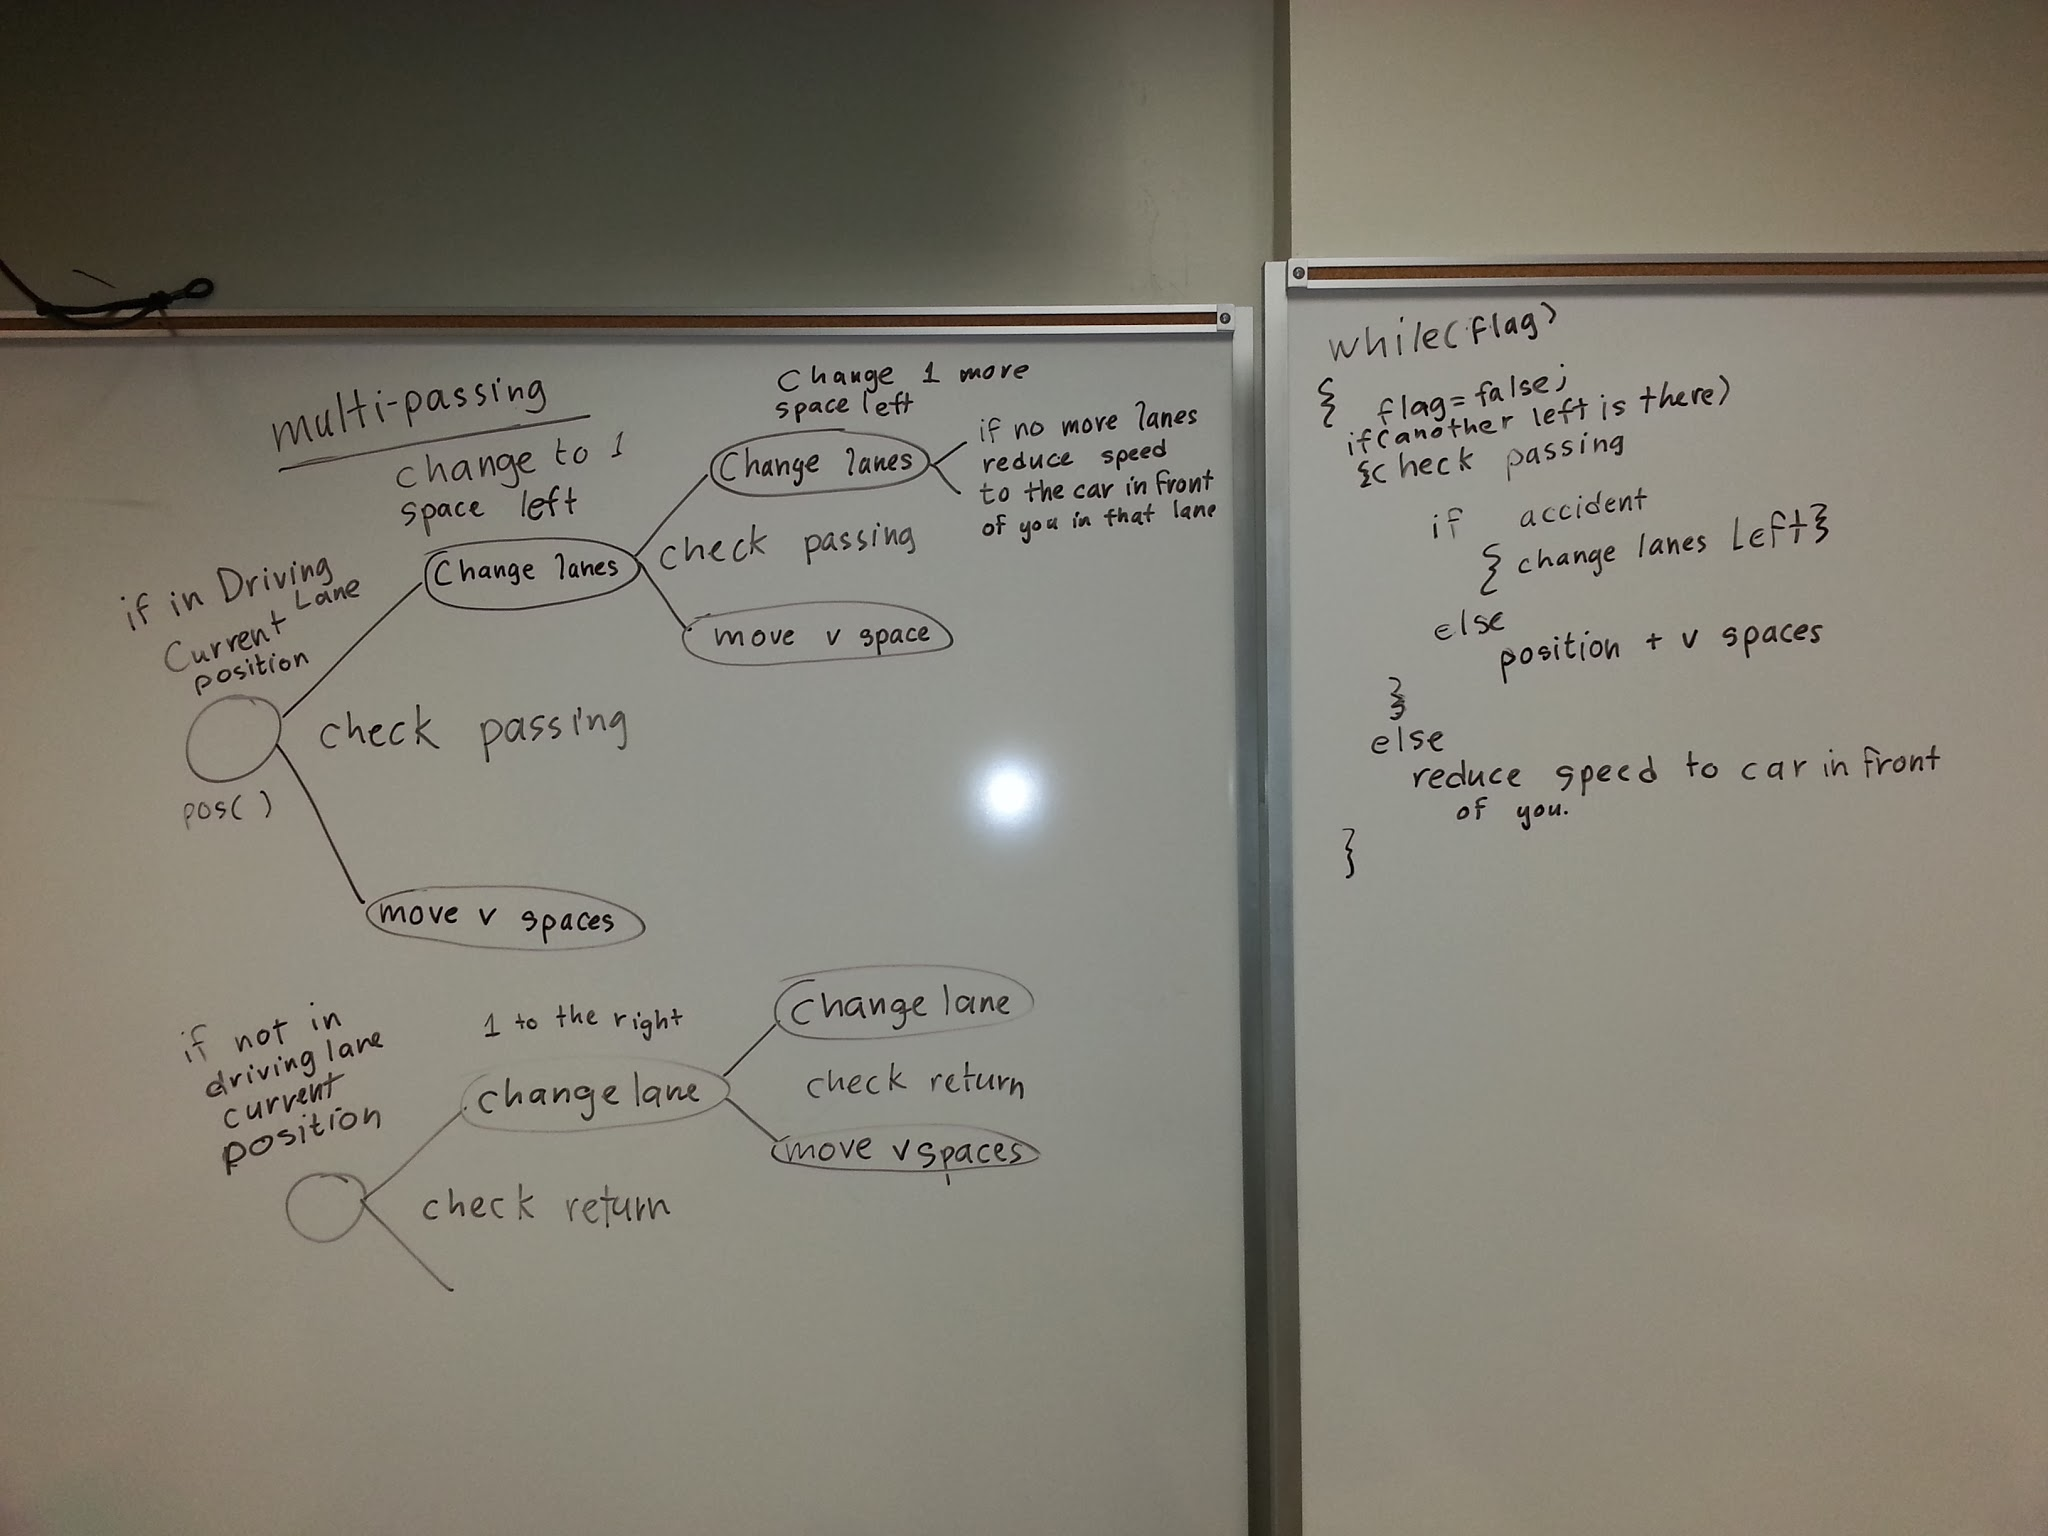 multi-passing
change to 1
space left
Change 1 more
space left
Change lanes
if no more lanes
reduce speed
to the car in front
of you in that lane
Change lanes
check passing
move v space
if in Driving
Lane
Current
position
check passing
pos( )
move v spaces
if not in
driving lane
current
position
1 to the right
change lane
change lane
check return
move v spaces
check return
while(flag)
{ flag=false;
if(another left is there)
{check passing
if accident
{ change lanes Left}
else
position + v spaces
}
else
reduce speed to car in front
of you.
}